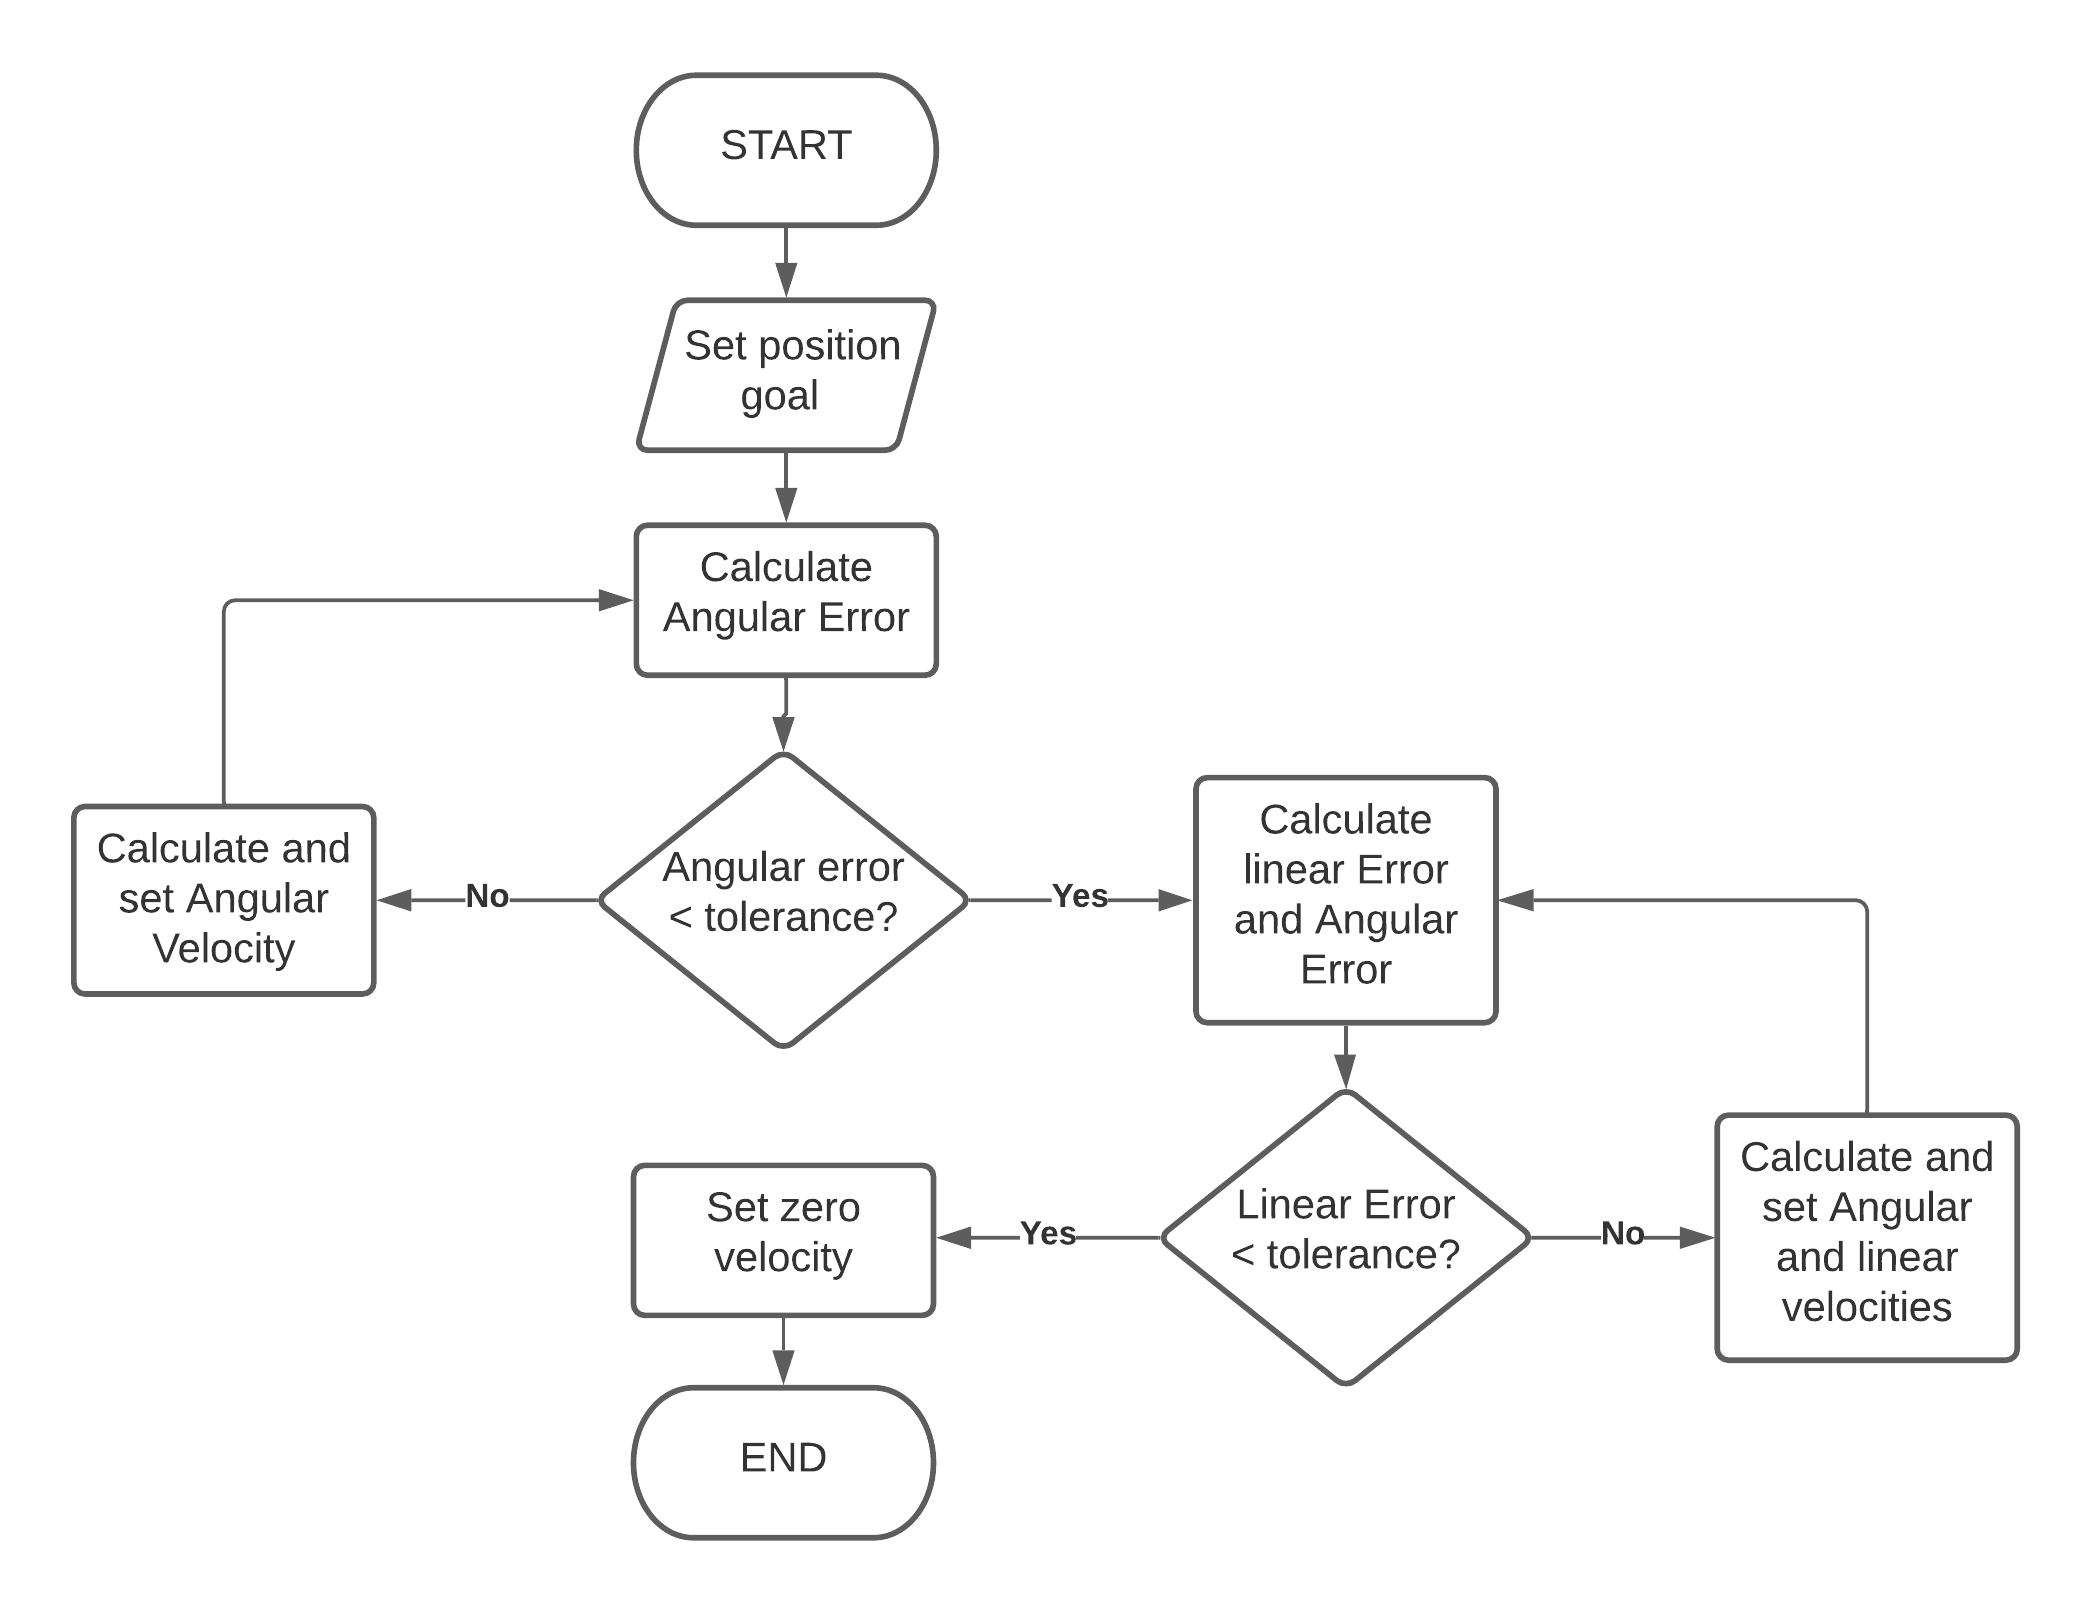 START
Set position
goal
Calculate
Angular Error
Angular error
< tolerance?
No
Calculate and
set Angular
Velocity
Yes
Calculate
linear Error
and Angular
Error
Linear Error
< tolerance?
No
Calculate and
set Angular
and linear
velocities
Yes
Set zero
velocity
END